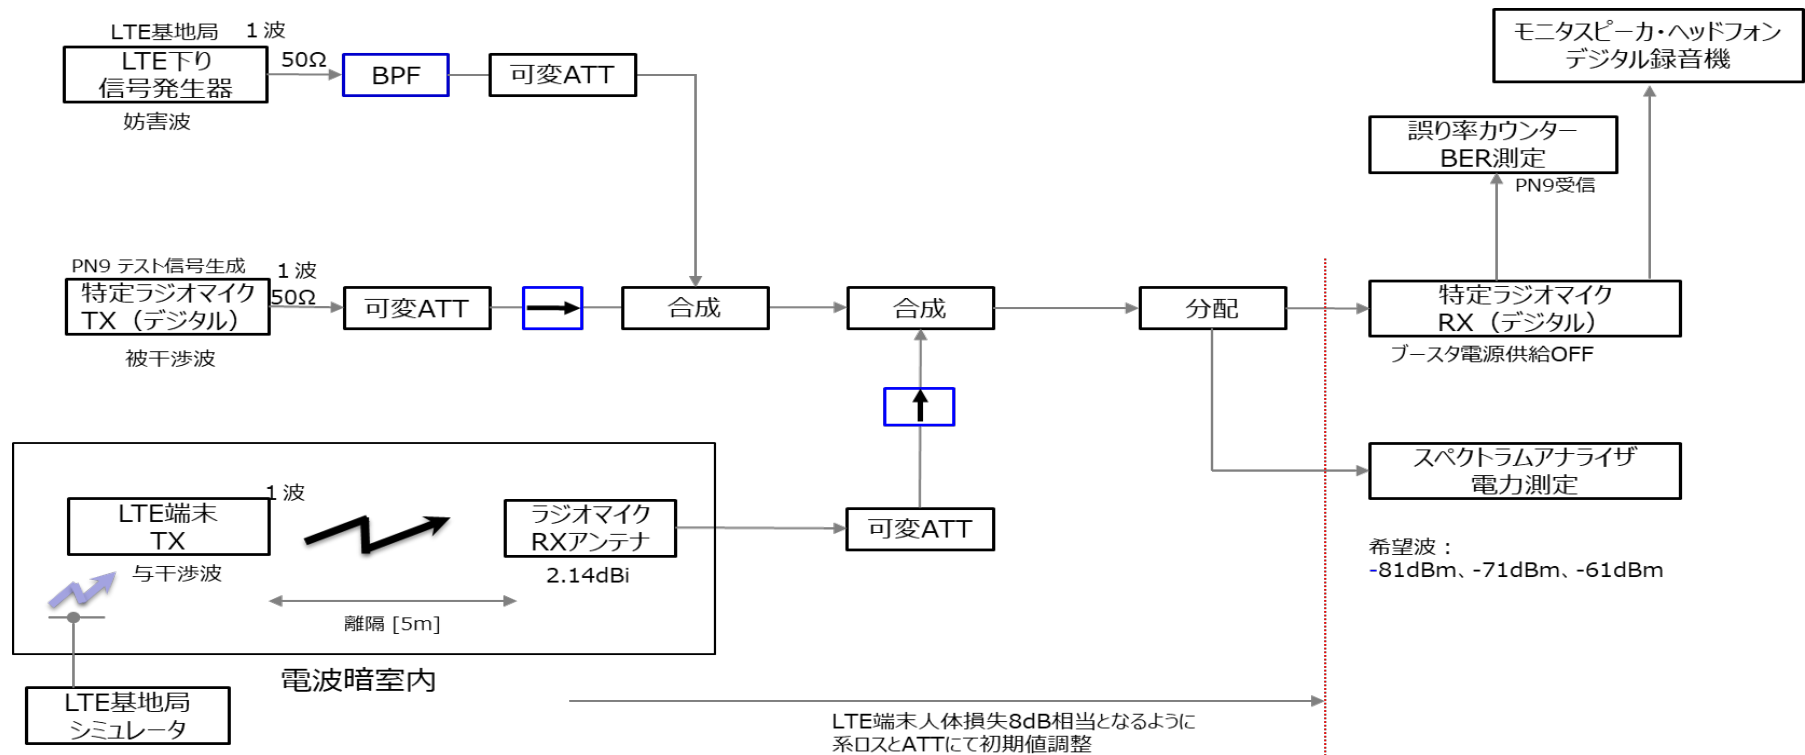 LTE基地局
1波
LTE下り
信号発生器
妨害波
50Ω
BPF
可変ATT
モニタスピーカ・ヘッドフォン
デジタル録音機
誤り率カウンター
BER測定
PN9受信
PN9 テスト信号生成
1波
特定ラジオマイク
TX(デジタル)
被干渉波
50Ω
可変ATT
合成
合成
分配
特定ラジオマイク
RX(デジタル)
ブースタ電源供給OFF
1波
LTE端末
TX
与干渉波
ラジオマイク
RXアンテナ
2.14dBi
離隔 [5m]
可変ATT
スペクトラムアナライザ
電力測定
希望波:
-81dBm、-71dBm、-61dBm
電波暗室内
LTE基地局
シミュレータ
LTE端末人体損失8dB相当となるように
系ロスとATTにて初期値調整